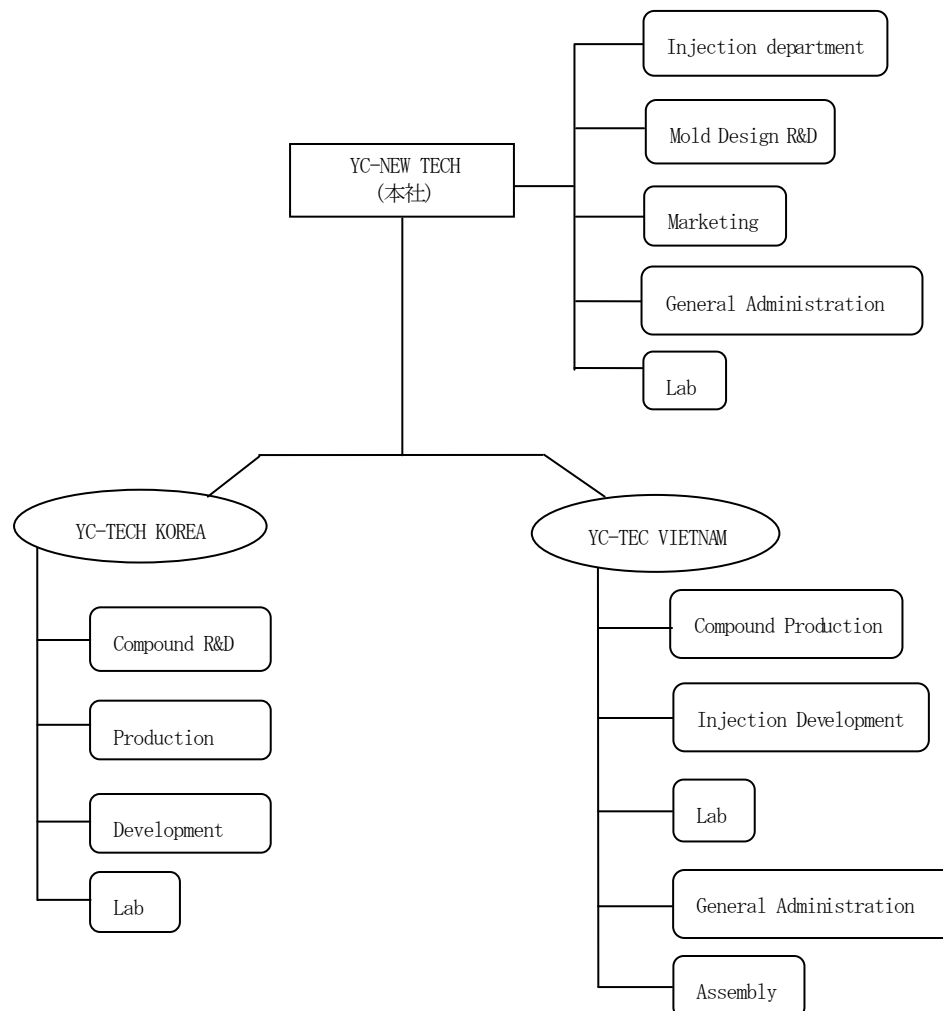 Injection department
Mold Design R&D
YC-NEW TECH
(本社)
Marketing
General Administration
Lab
YC-TECH KOREA
Compound R&D
Production
Development
Lab
YC-TEC VIETNAM
Compound Production
Injection Development
Lab
General Administration
Assembly